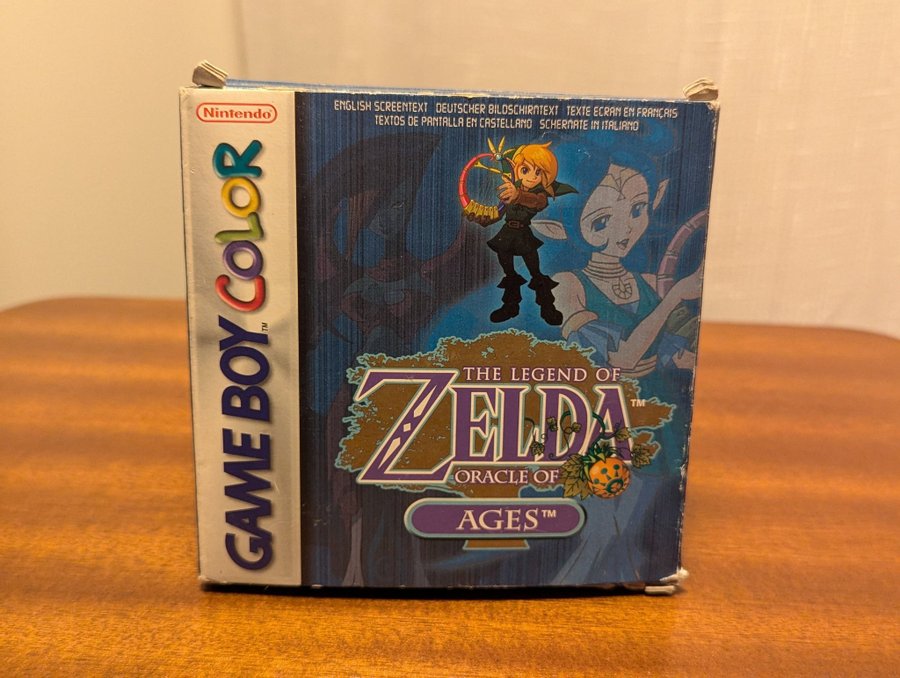 Nintendo
GAME BOY COLOR™
ENGLISH SCREENTEXT DEUTSCHER BILDSCHIRMTEXT TEXTE ECRAN EN FRANÇAIS
TEXTOS DE PANTALLA EN CASTELLANO SCHERMATE IN ITALIANO
THE LEGEND OF
ZELDA™
ORACLE OF
AGES™